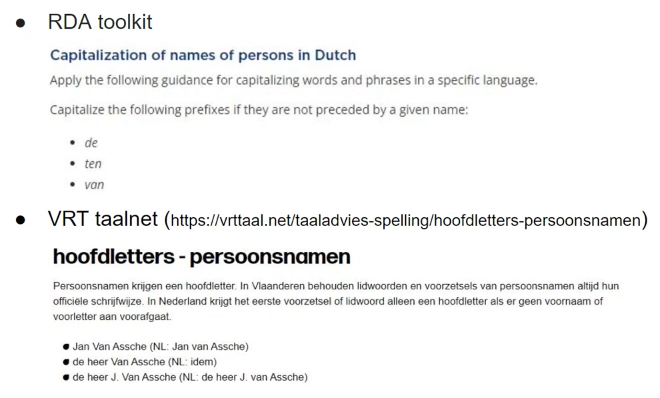 ● RDA toolkit
Capitalization of names of persons in Dutch
Apply the following guidance for capitalizing words and phrases in a specific language.
Capitalize the following prefixes if they are not preceded by a given name:
• de
• ten
• van
● VRT taalnet (https://vrttaal.net/taaladvies-spelling/hoofdletters-persoonsnamen)
hoofdletters - persoonsnamen
Persoonsnamen krijgen een hoofdletter. In Vlaanderen behouden lidwoorden en voorzetsels van persoonsnamen altijd hun
officiële schrijfwijze. In Nederland krijgt het eerste voorzetsel of lidwoord alleen een hoofdletter als er geen voornaam of
voorletter aan voorafgaat.
● Jan Van Assche (NL: Jan van Assche)
● de heer Van Assche (NL: idem)
● de heer J. Van Assche (NL: de heer J. van Assche)